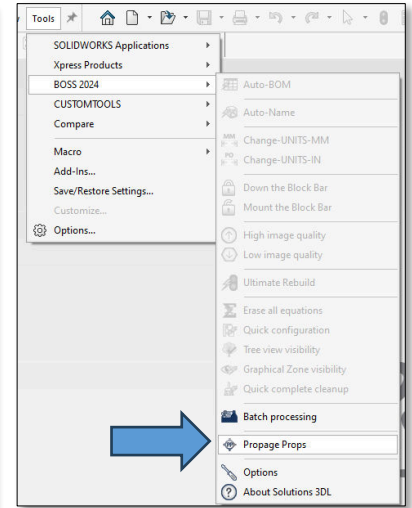 Tools
SOLIDWORKS Applications
Xpress Products
BOSS 2024
CUSTOMTOOLS
Compare
Macro
Add-Ins...
Save/Restore Settings...
Customize...
Options...
Auto-BOM
Auto-Name
MM
Change-UNITS-MM
PO
Change-UNITS-IN
Down the Block Bar
Mount the Block Bar
High image quality
Low image quality
Ultimate Rebuild
Erase all equations
Quick configuration
Tree view visibility
Graphical Zone visibility
Quick complete cleanup
Batch processing
Propage Props
Options
About Solutions 3DL